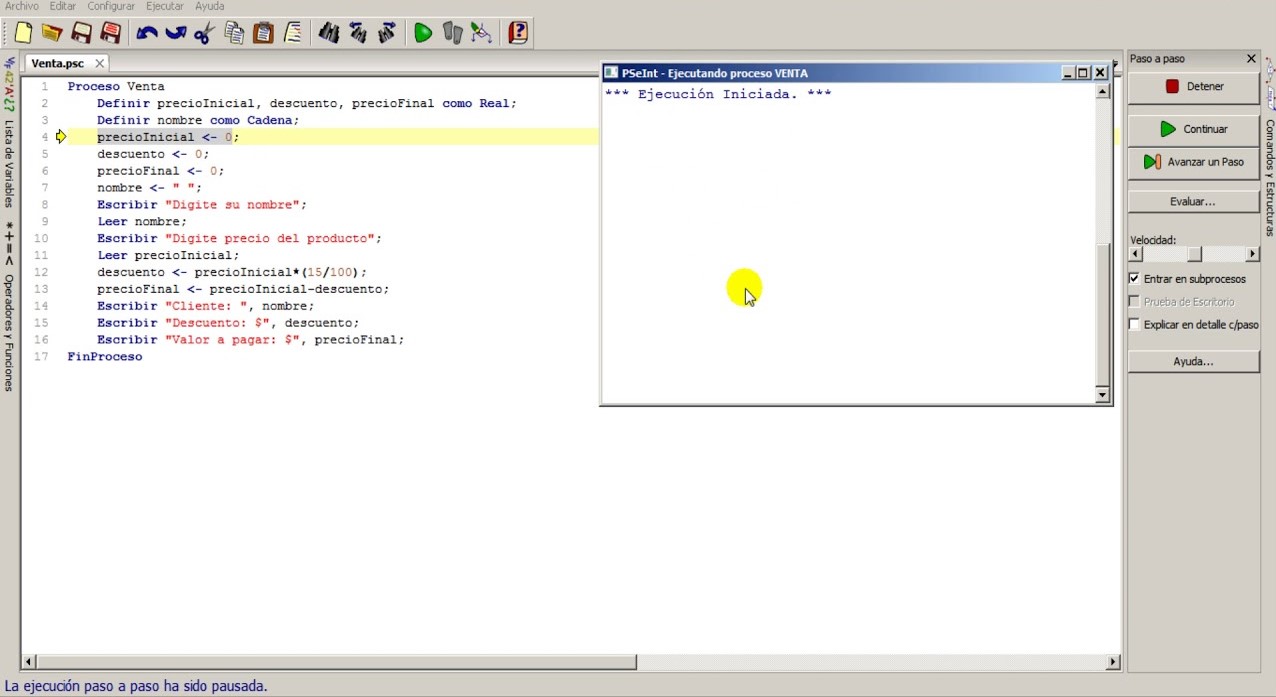 Archivo Editar Configurar Ejecutar Ayuda
Venta.psc
1 Proceso Venta
2 Definir precioInicial, descuento, precioFinal como Real;
3 Definir nombre como Cadena;
4 precioInicial <- 0;
5 descuento <- 0;
6 precioFinal <- 0;
7 nombre <- " ";
8 Escribir "Digite su nombre";
9 Leer nombre;
10 Escribir "Digite precio del producto";
11 Leer precioInicial;
12 descuento <- precioInicial*(15/100);
13 precioFinal <- precioInicial-descuento;
14 Escribir "Cliente: ", nombre;
15 Escribir "Descuento: $", descuento;
16 Escribir "Valor a pagar: $", precioFinal;
17 FinProceso
Lista de Variables
*+=< Operadores y Funciones
PSeInt - Ejecutando proceso VENTA
*** Ejecución Iniciada. ***
Paso a paso
Detener
Continuar
Avanzar un Paso
Evaluar...
Velocidad:
Entrar en subprocesos
Prueba de Escritorio
Explicar en detalle c/paso
Ayuda...
Comandos y Estructuras
La ejecución paso a paso ha sido pausada.